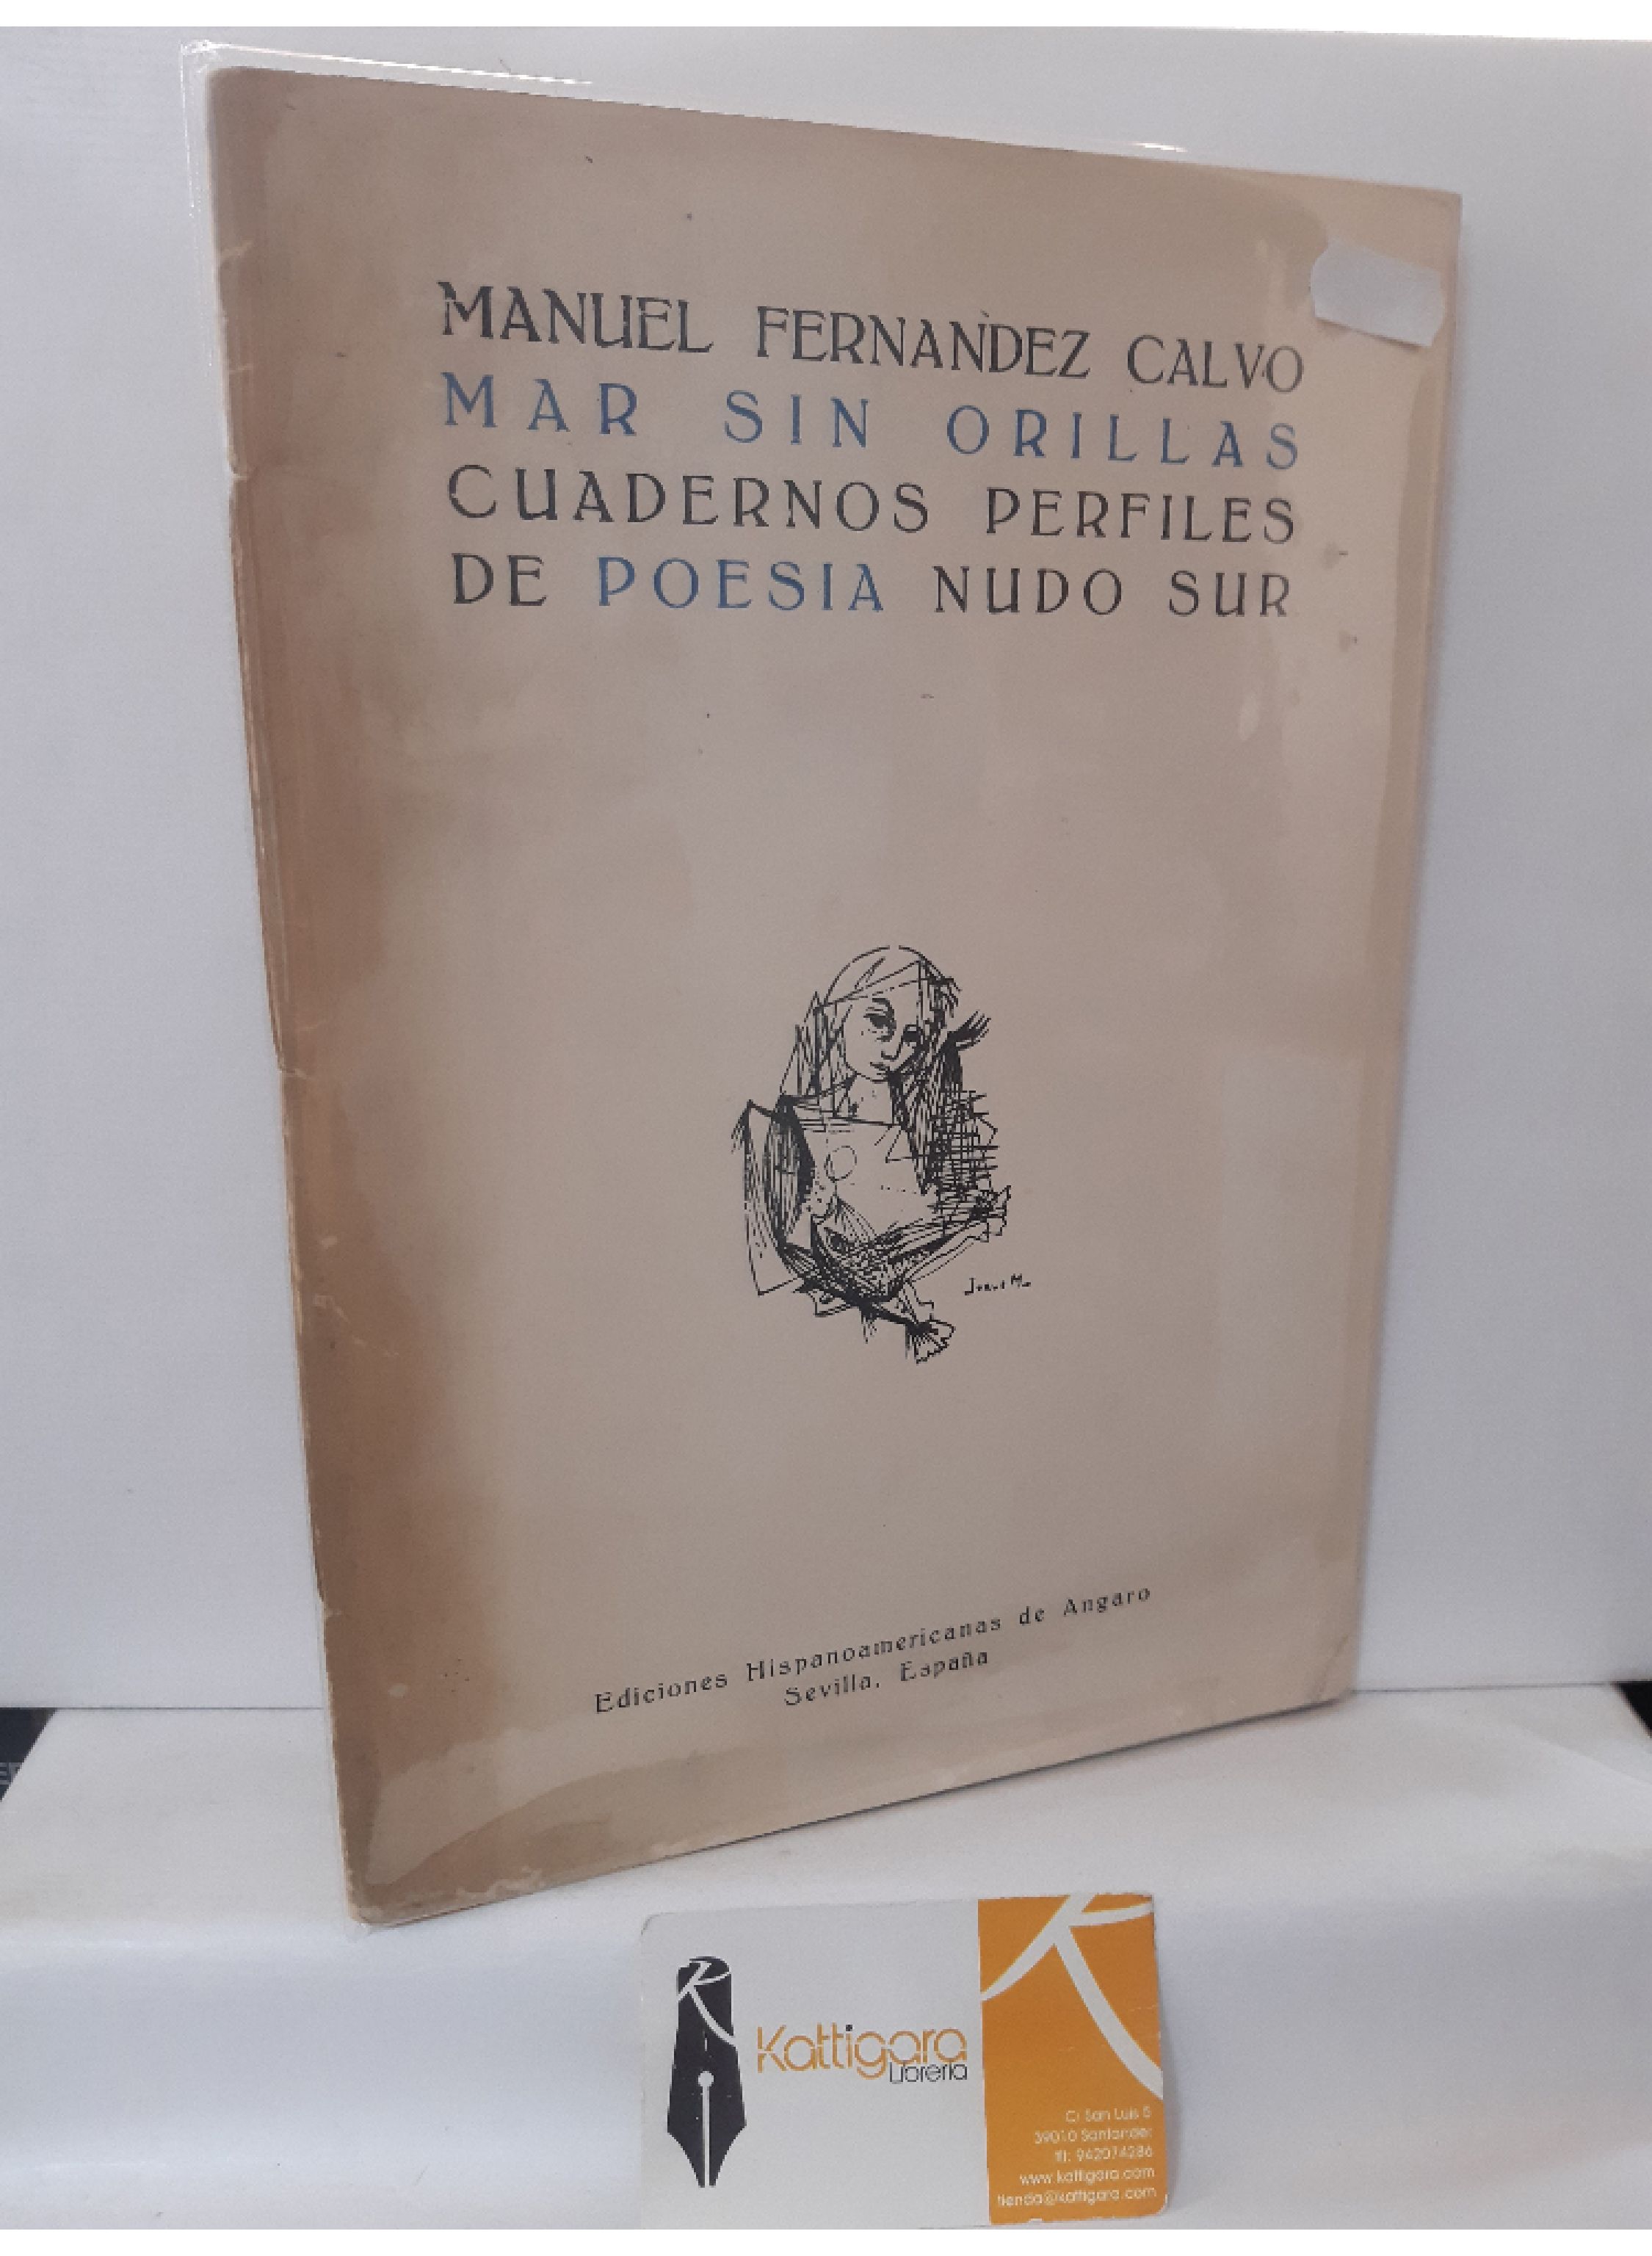 MANUEL FERNANDEZ CALVO
MAR SIN ORILLAS
CUADERNOS PERFILES
DE POESIA NUDO SUR
Ediciones Hispanoamericanas de Angaro
Sevilla, España
Kattigara
Librería
C/ San Luis 5
39010 Santander
tfl: 942074286
www.kattigara.com
tienda@kattigara.com